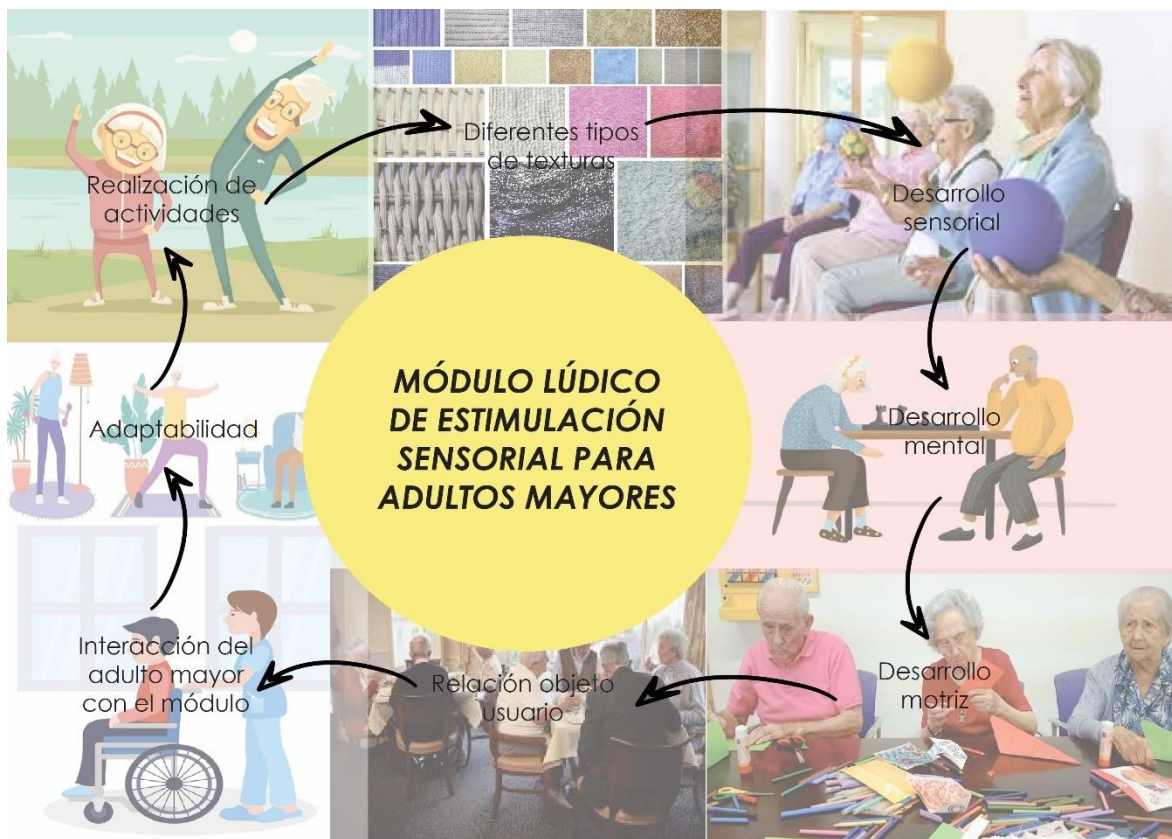 Realización de
actividades
Diferentes tipos
de texturas
Desarrollo
sensorial
MÓDULO LÚDICO
DE ESTIMULACIÓN
SENSORIAL PARA
ADULTOS MAYORES
Adaptabilidad
Desarrollo
mental
Interacción del
adulto mayor
con el módulo
Relación objeto
usuario
Desarrollo
motriz